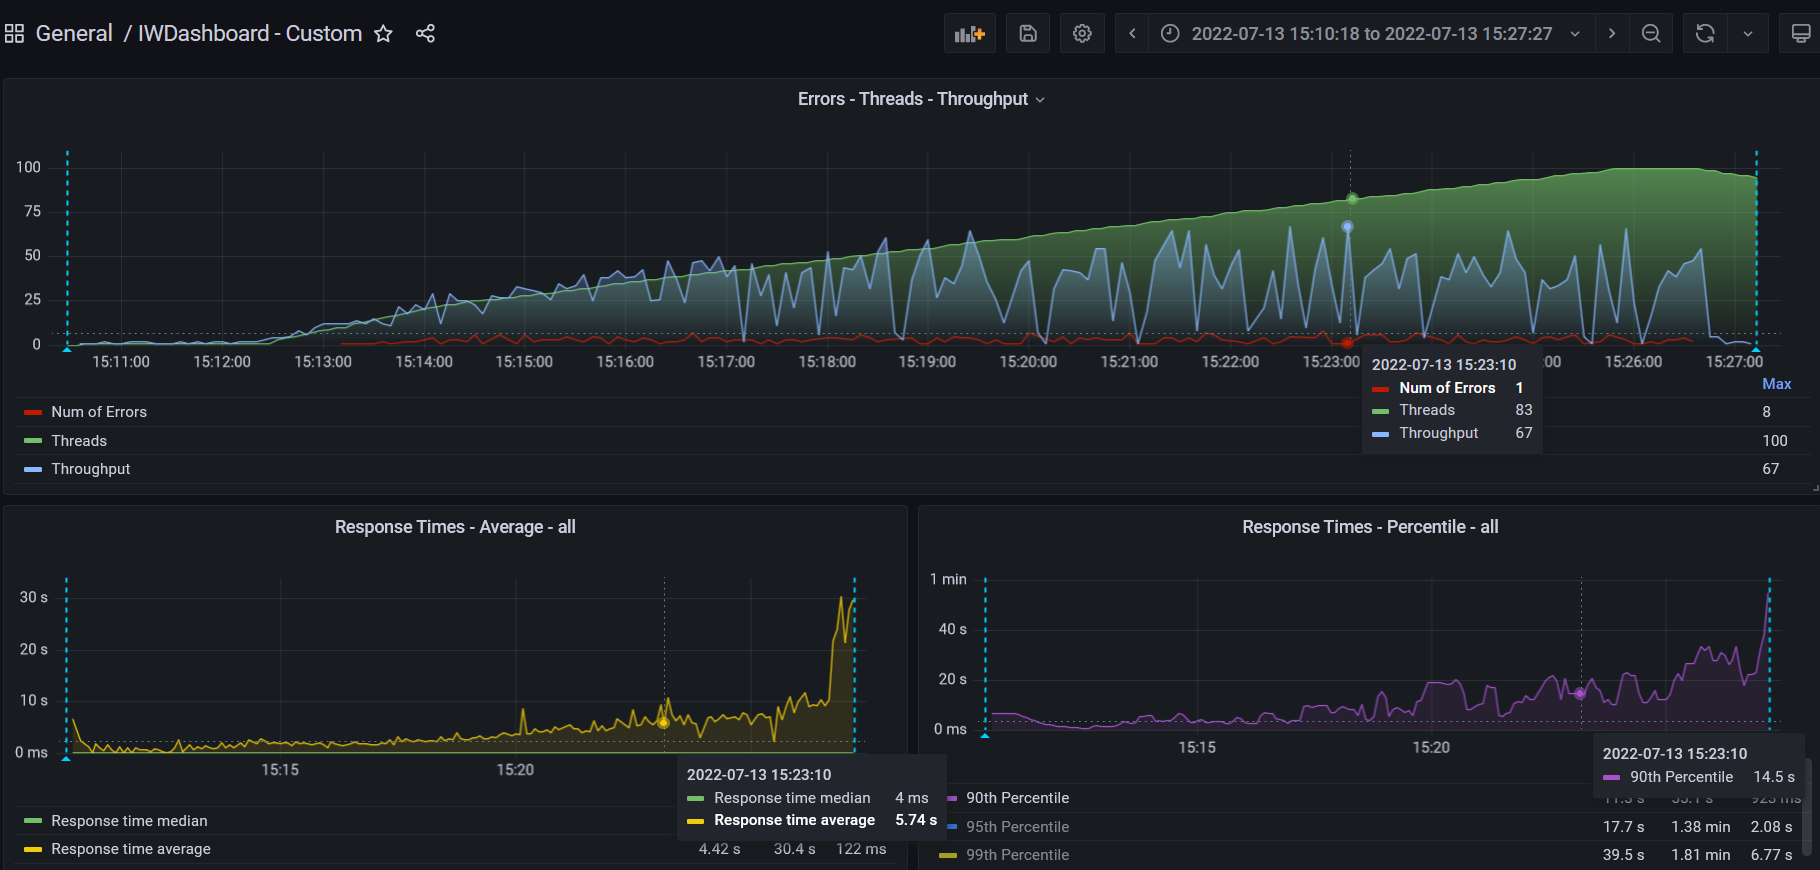 General / IWDashboard - Custom
2022-07-13 15:10:18 to 2022-07-13 15:27:27
Errors - Threads - Throughput
100
75
50
25
0
15:11:00 15:12:00 15:13:00 15:14:00 15:15:00 15:16:00 15:17:00 15:18:00 15:19:00 15:20:00 15:21:00 15:22:00 15:23:00 :00 15:26:00 15:27:00
2022-07-13 15:23:10
Num of Errors 1
Threads 83
Throughput 67
Max
Num of Errors 8
Threads 100
Throughput 67
Response Times - Average - all
30 s
20 s
10 s
0 ms
15:15 15:20
2022-07-13 15:23:10
Response time median 4 ms
Response time average 5.74 s
Response time median
Response time average 4.42 s 30.4 s 122 ms
Response Times - Percentile - all
1 min
40 s
20 s
0 ms
15:15 15:20
2022-07-13 15:23:10
90th Percentile 14.5 s
90th Percentile
95th Percentile 17.7 s 1.38 min 2.08 s
99th Percentile 39.5 s 1.81 min 6.77 s